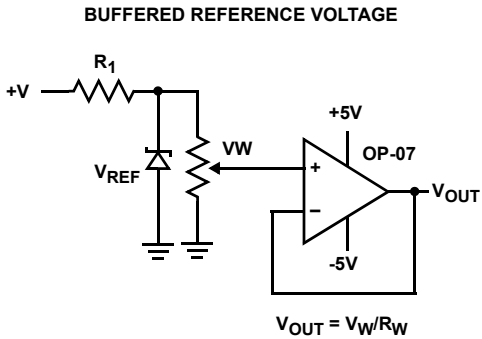 BUFFERED REFERENCE VOLTAGE
R1
+V
+5V
VW
OP-07
VREF
+
VOUT
−
-5V
VOUT = VW/RW